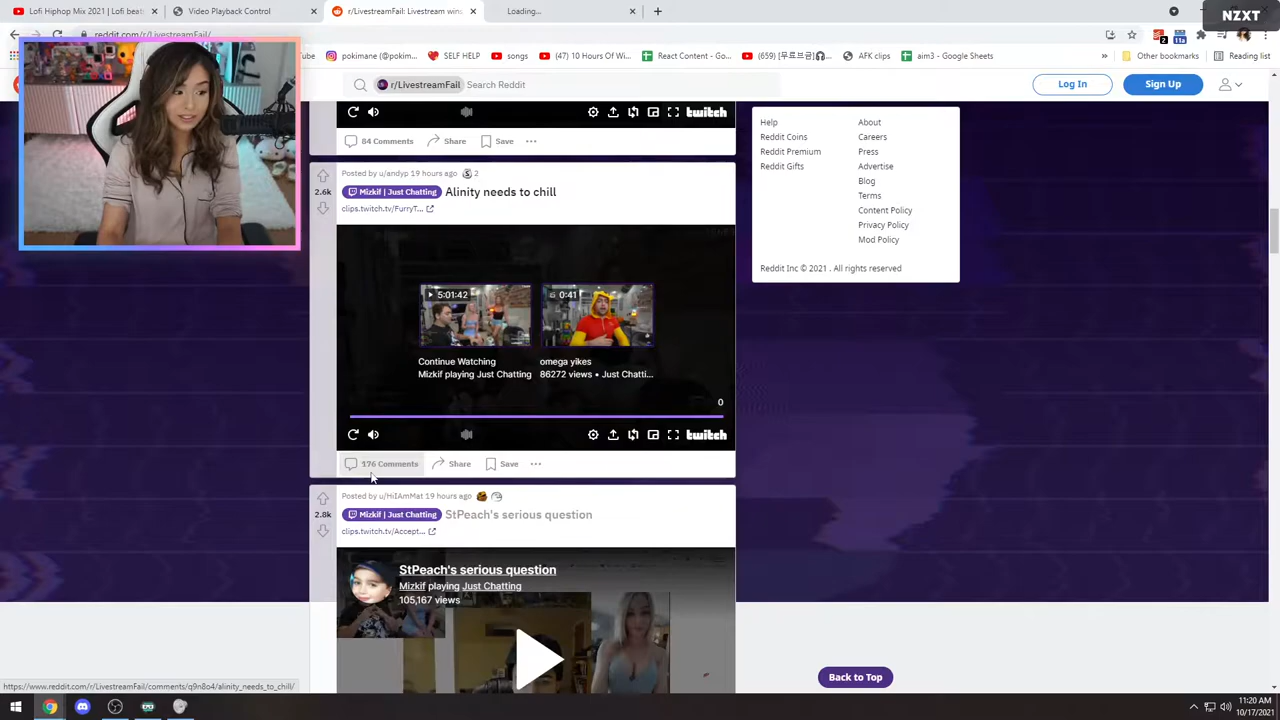 Lofi Hiphop Mix 2021 | Lofi beat
Video Playback Control
r/LivestreamFail: Livestream win
Loading...
NZXT
reddit.com/r/LivestreamFail/
pokimane (@pokim...
SELF HELP
songs
(47) 10 Hours Of Wi...
React Content - Go...
AFK clips
aim3 - Google Sheets
Other bookmarks
Reading list
r/LivestreamFail
Search Reddit
Log In
Sign Up
twitch
84 Comments
Share
Save
Posted by u/andyp 19 hours ago
2
2.6k
Mizkif | Just Chatting
Alinity needs to chill
clips.twitch.tv/FurryT...
5:01:42
0:41
Continue Watching
Mizkif playing Just Chatting
omega yikes
86272 views • Just Chatti...
0
twitch
176 Comments
Share
Save
Posted by u/HiIAmMat 19 hours ago
2.8k
Mizkif | Just Chatting
StPeach's serious question
clips.twitch.tv/Accept...
StPeach's serious question
Mizkif playing Just Chatting
105,167 views
Help
Reddit Coins
Reddit Premium
Reddit Gifts
About
Careers
Press
Advertise
Blog
Terms
Content Policy
Privacy Policy
Mod Policy
Reddit Inc © 2021 . All rights reserved
Back to Top
https://www.reddit.com/r/LivestreamFail/comments/q9n8o4/alinity_needs_to_chill/
11:20 AM
10/17/2021